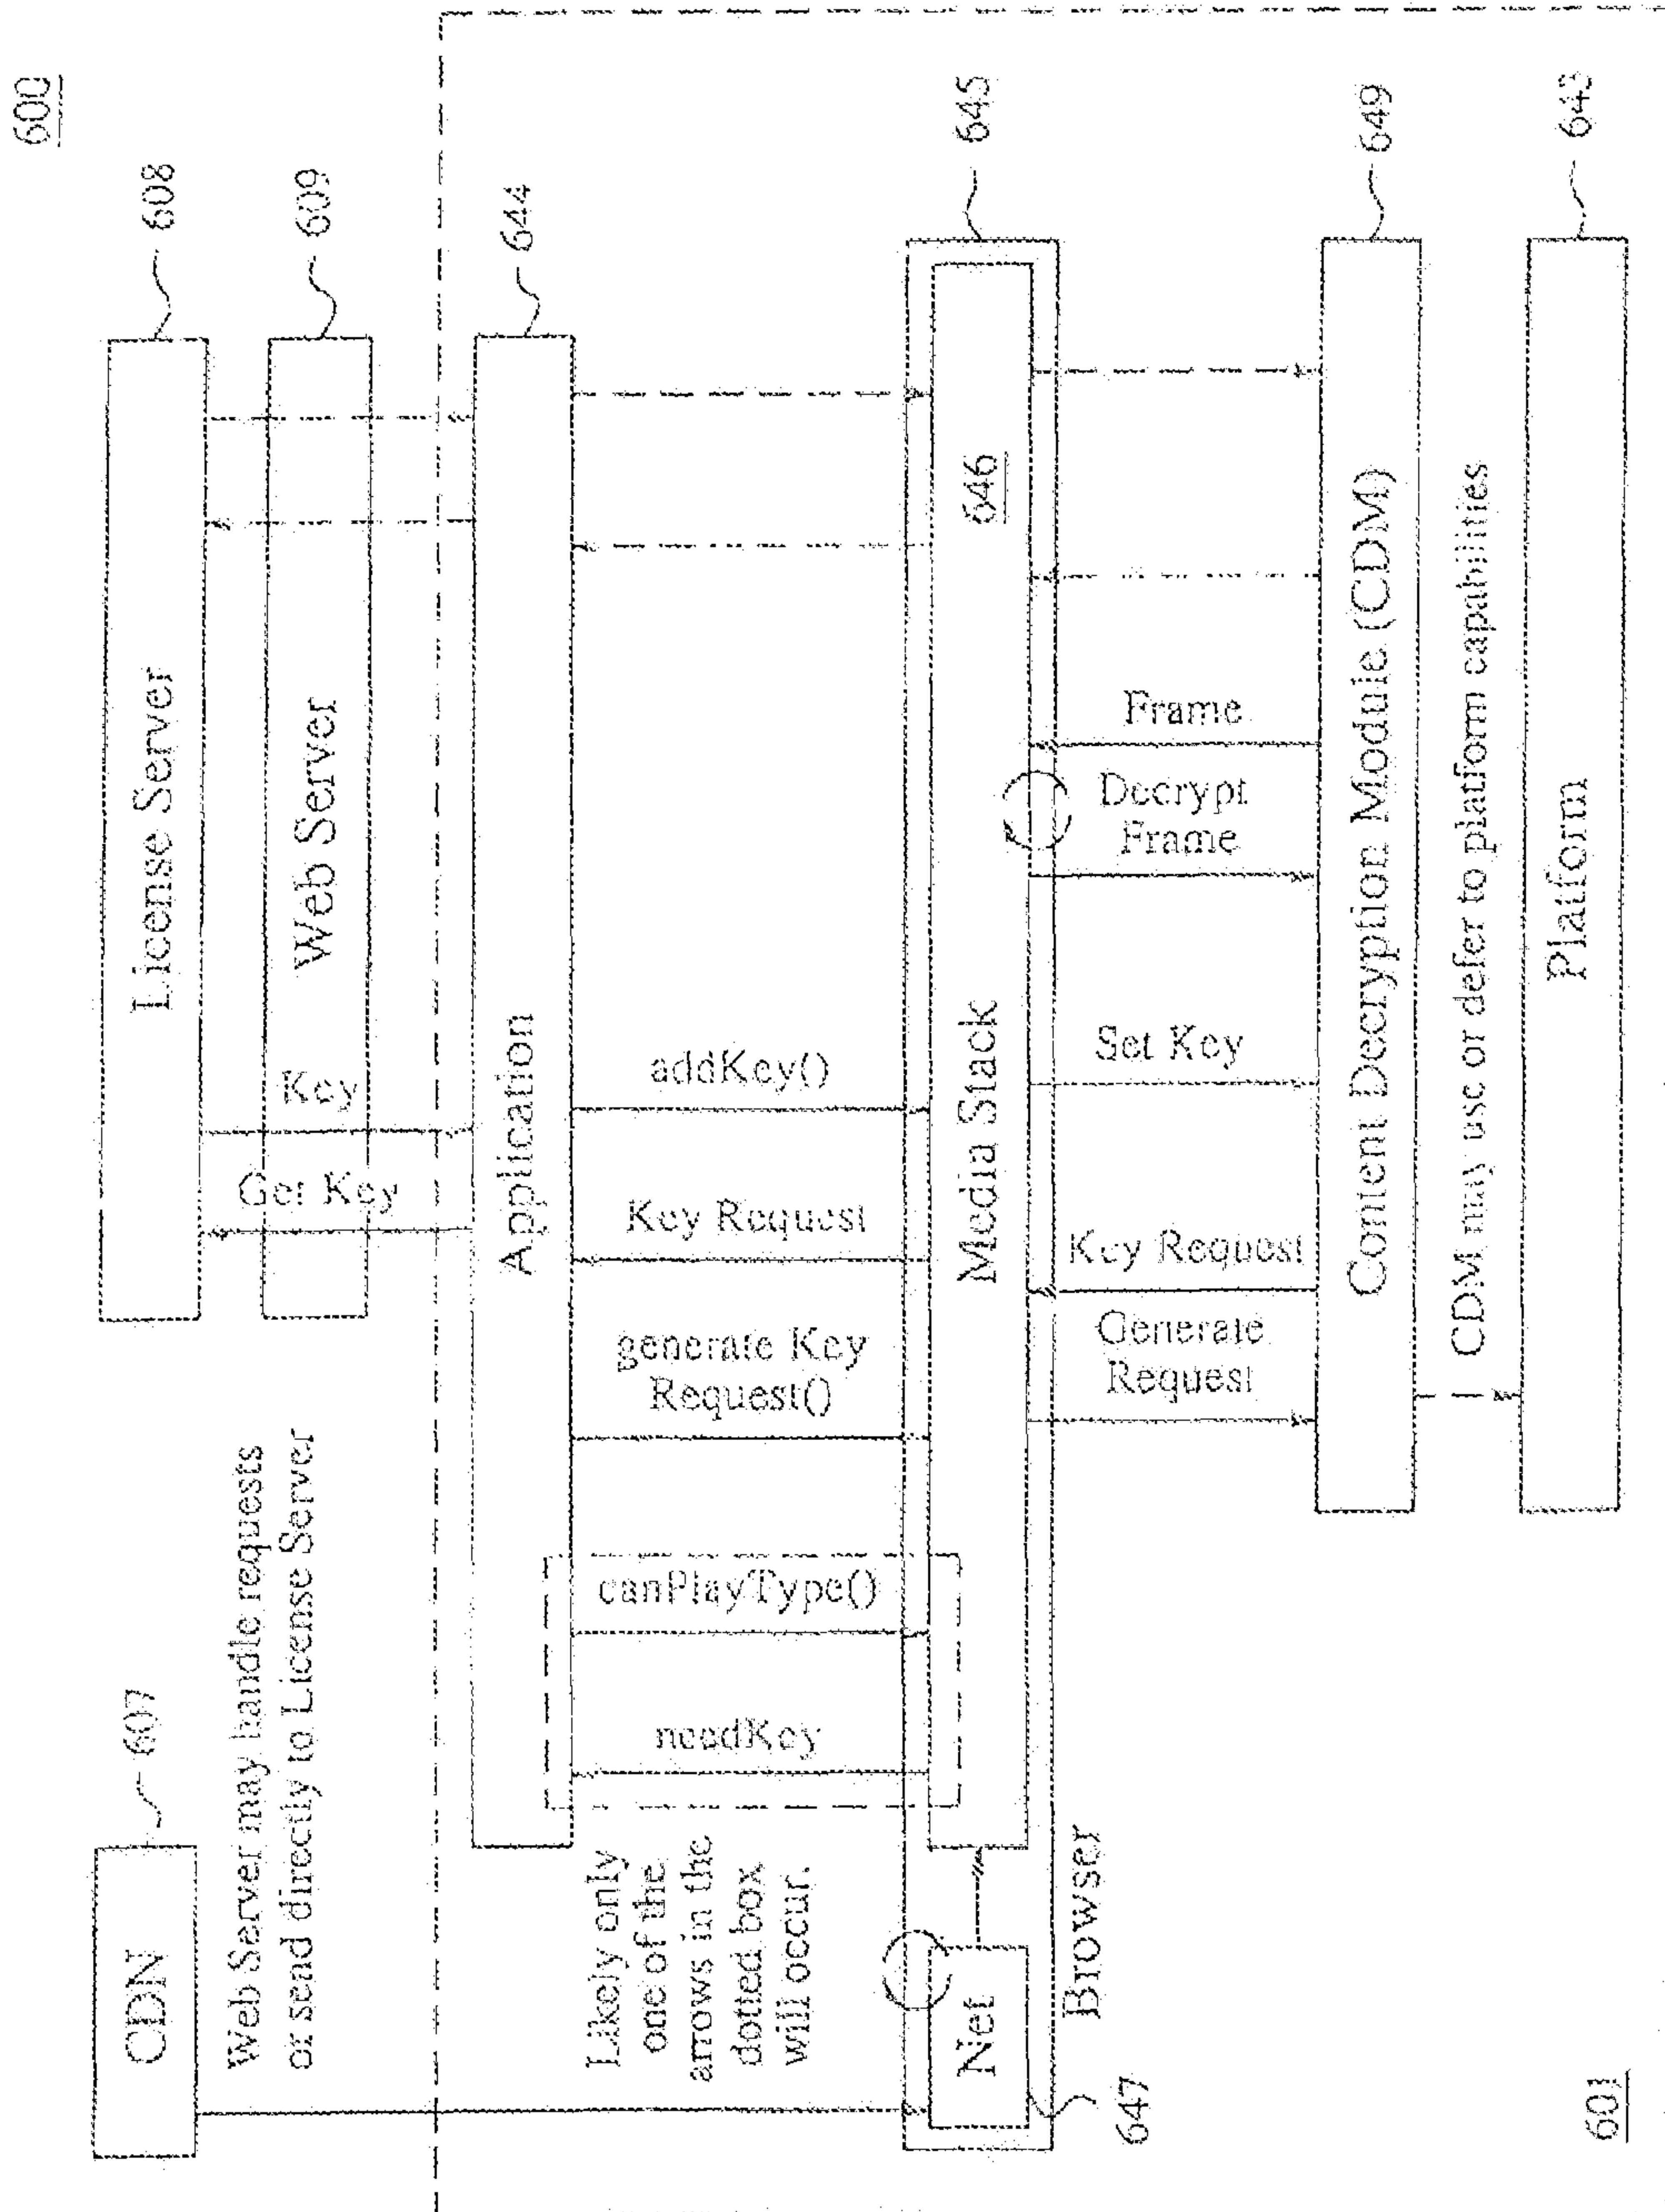 600
CDN
607
License Server
608
Web Server may handle requests
or send directly to License Server
Web Server
609
Get Key
Key
Application
644
Likely only
one of the
arrows in the
dotted box
will occur.
needKey
canPlayType()
generate Key
Request()
Key Request
addKey()
Net
647
Browser
Media Stack
646
645
Generate
Request
Key Request
Set Key
Decrypt
Frame
Frame
Content Decryption Module (CDM)
649
CDM may use or defer to platform capabilities
Platform
643
601